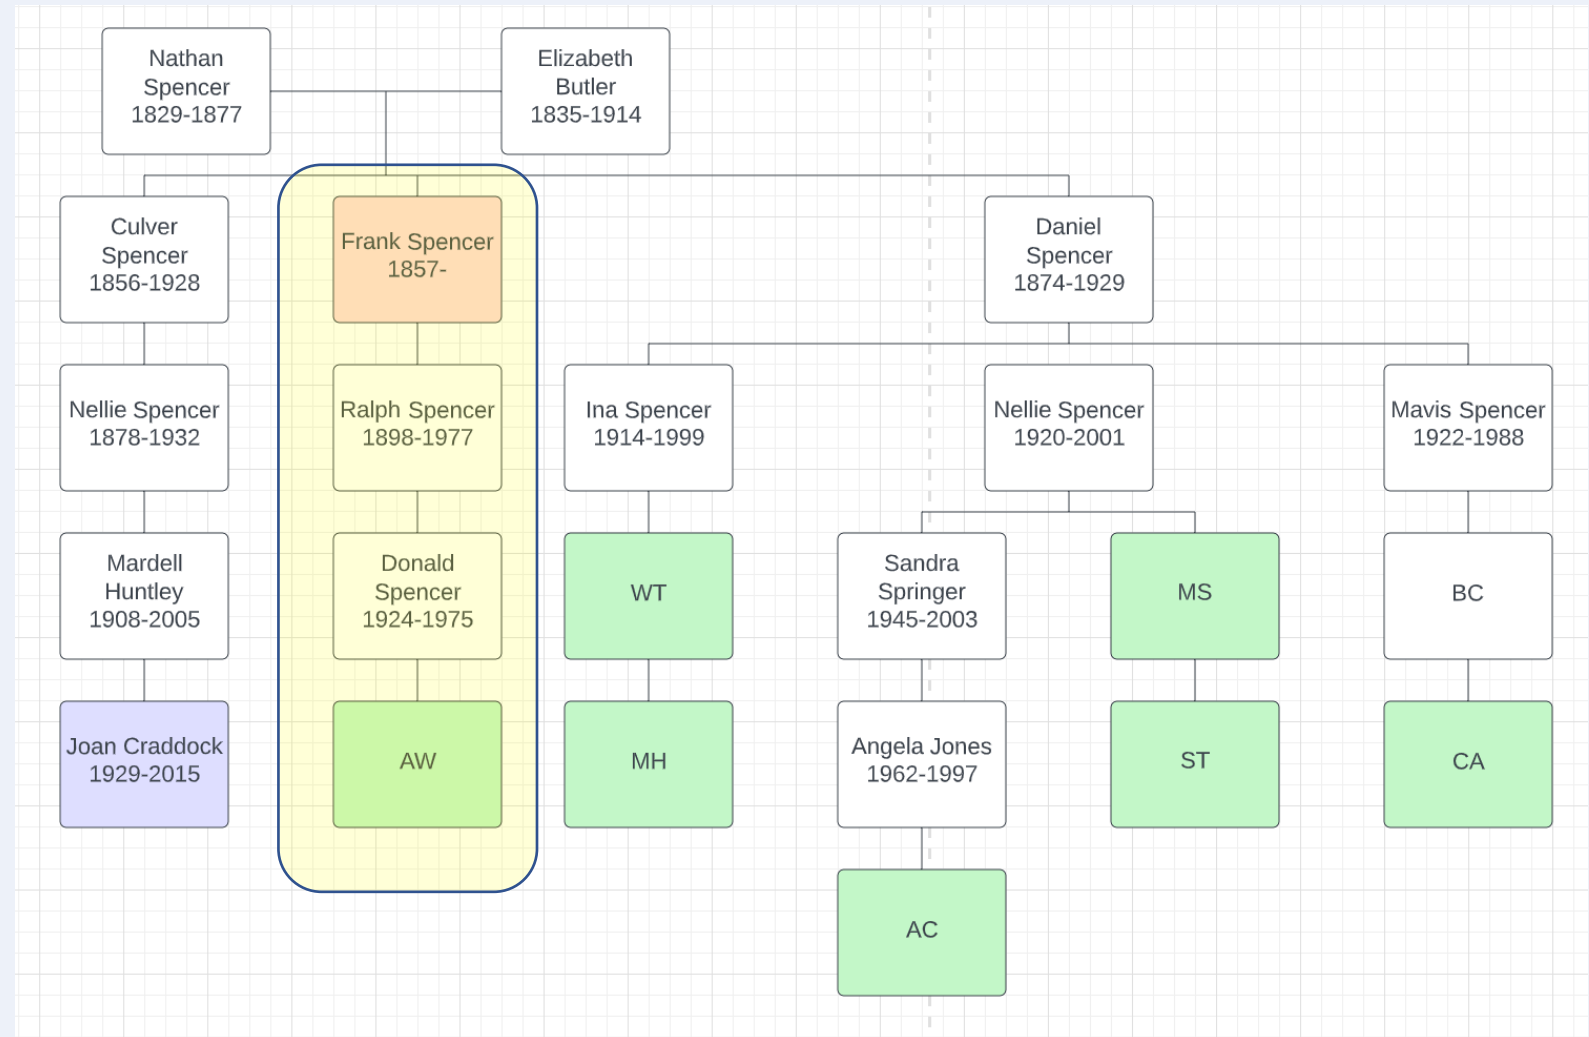 Nathan
Spencer
1829-1877
Elizabeth
Butler
1835-1914
Culver
Spencer
1856-1928
Frank Spencer
1857-
Daniel
Spencer
1874-1929
Nellie Spencer
1878-1932
Ralph Spencer
1898-1977
Ina Spencer
1914-1999
Nellie Spencer
1920-2001
Mavis Spencer
1922-1988
Mardell
Huntley
1908-2005
Donald
Spencer
1924-1975
WT
Sandra
Springer
1945-2003
MS
BC
Joan Craddock
1929-2015
AW
MH
Angela Jones
1962-1997
ST
CA
AC